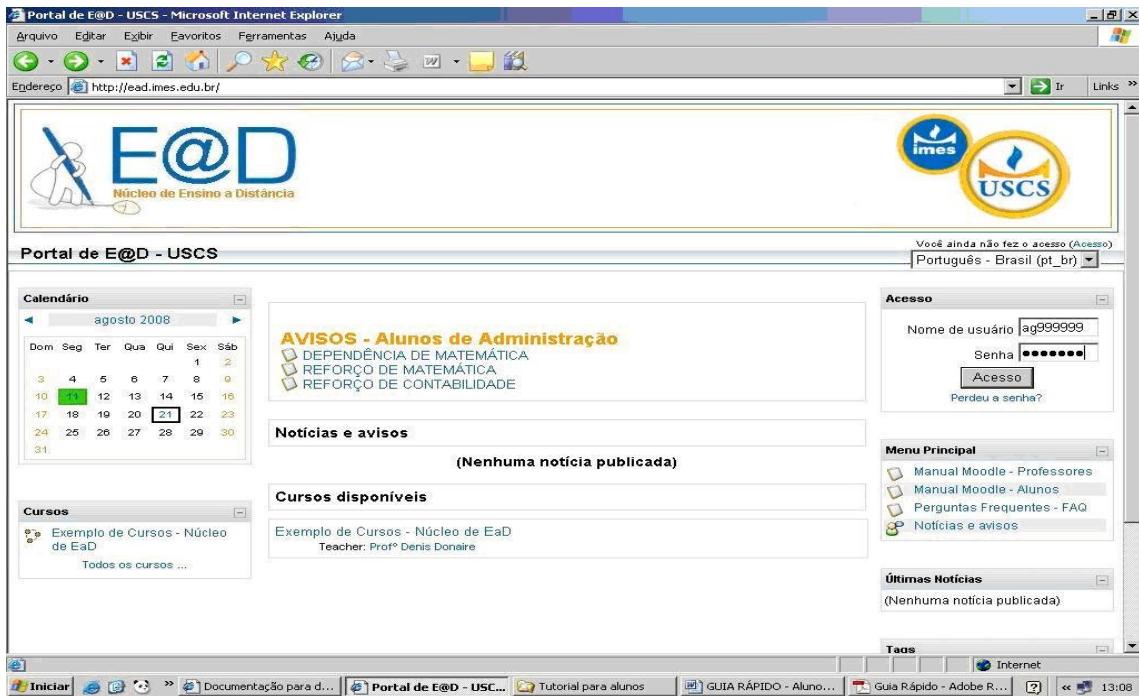 Portal de E@D - USCS - Microsoft Internet Explorer
Arquivo Editar Exibir Favoritos Ferramentas Ajuda
Endereço http://ead.imes.edu.br/ Ir Links »
E@D
Núcleo de Ensino a Distância
imes
USCS
Portal de E@D - USCS
Você ainda não fez o acesso (Acesso)
Português - Brasil (pt_br)
Calendário
agosto 2008
Dom Seg Ter Qua Qui Sex Sáb
1 2
3 4 5 6 7 8 9
10 11 12 13 14 15 16
17 18 19 20 21 22 23
24 25 26 27 28 29 30
31
Cursos
Exemplo de Cursos - Núcleo
de EaD
Todos os cursos ...
AVISOS - Alunos de Administração
DEPENDÊNCIA DE MATEMÁTICA
REFORÇO DE MATEMÁTICA
REFORÇO DE CONTABILIDADE
Notícias e avisos
(Nenhuma notícia publicada)
Cursos disponíveis
Exemplo de Cursos - Núcleo de EaD
Teacher: Profº Denis Donaire
Acesso
Nome de usuário ag999999
Senha ●●●●●●●
Acesso
Perdeu a senha?
Menu Principal
Manual Moodle - Professores
Manual Moodle - Alunos
Perguntas Frequentes - FAQ
Notícias e avisos
Últimas Notícias
(Nenhuma notícia publicada)
Tags
Internet
Iniciar » Documentação para d... Portal de E@D - USC... Tutorial para alunos GUIA RÁPIDO - Aluno... Guia Rápido - Adobe R... « 13:08